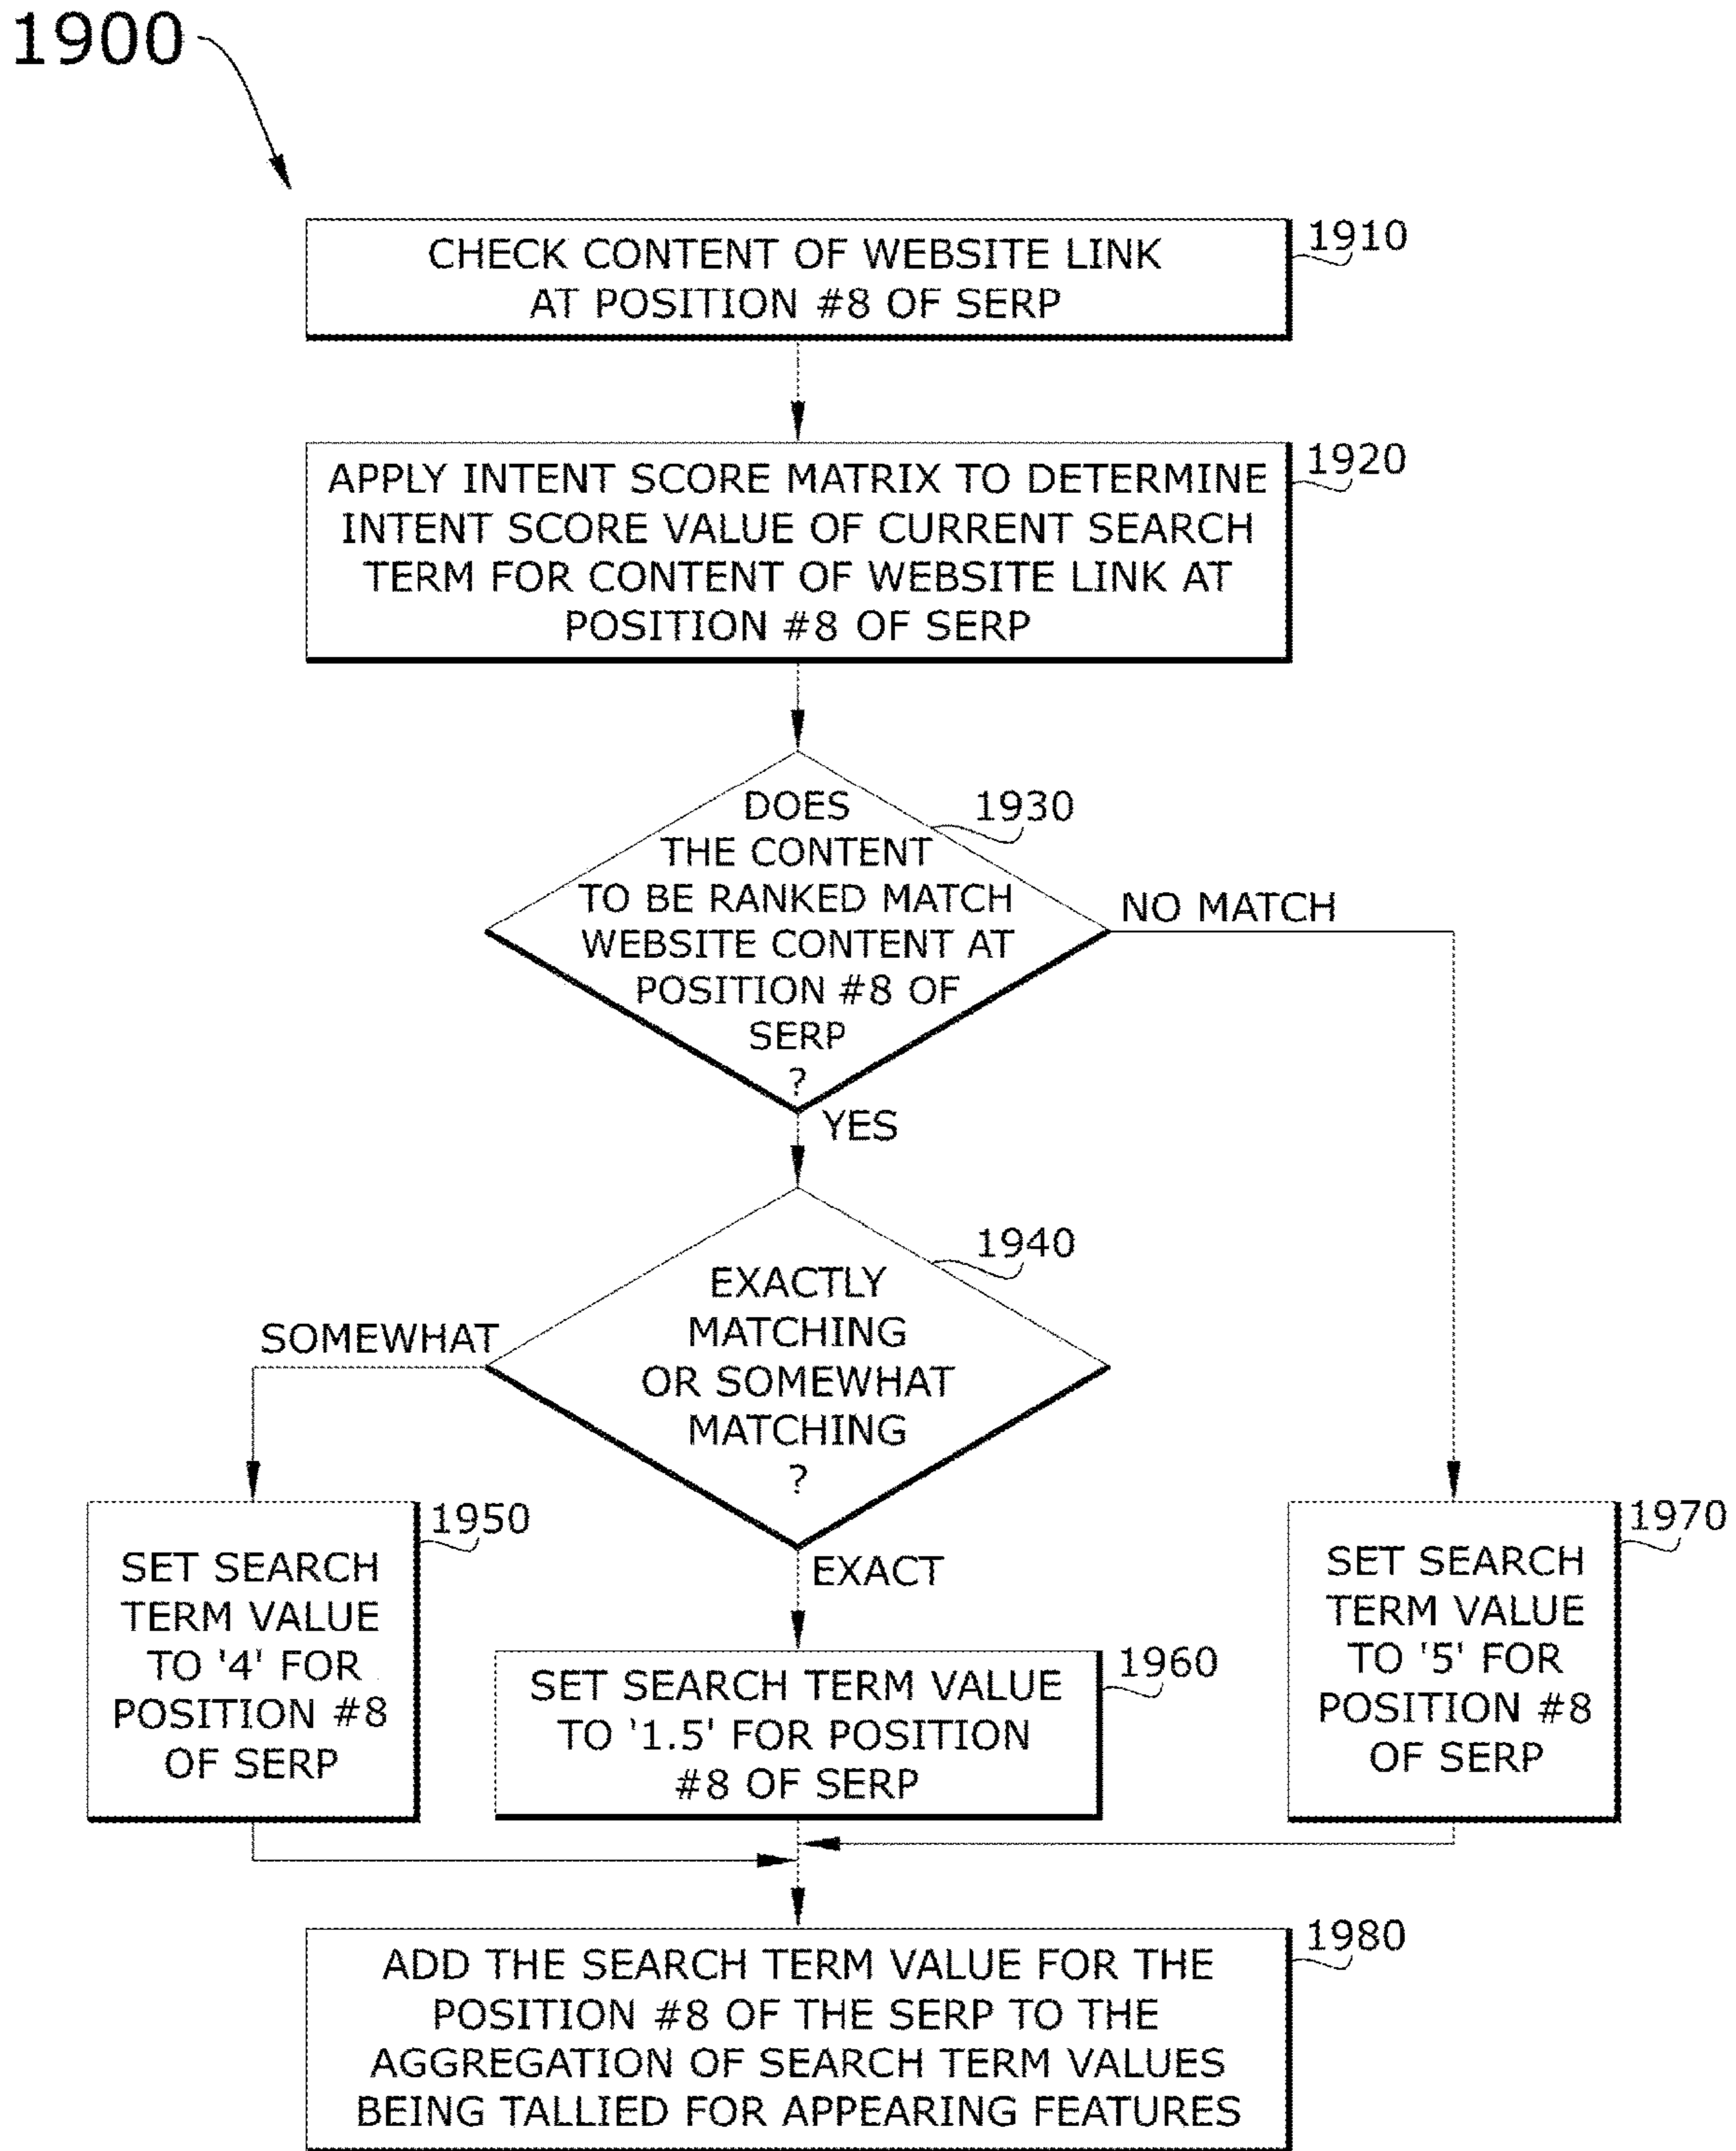 1900
CHECK CONTENT OF WEBSITE LINK
AT POSITION #8 OF SERP
1910
APPLY INTENT SCORE MATRIX TO DETERMINE
INTENT SCORE VALUE OF CURRENT SEARCH
TERM FOR CONTENT OF WEBSITE LINK AT
POSITION #8 OF SERP
1920
DOES
THE CONTENT
TO BE RANKED MATCH
WEBSITE CONTENT AT
POSITION #8 OF
SERP
?
1930
NO MATCH
YES
EXACTLY
MATCHING
OR SOMEWHAT
MATCHING
?
1940
SOMEWHAT
EXACT
SET SEARCH
TERM VALUE
TO '4' FOR
POSITION #8
OF SERP
1950
SET SEARCH TERM VALUE
TO '1.5' FOR POSITION
#8 OF SERP
1960
SET SEARCH
TERM VALUE
TO '5' FOR
POSITION #8
OF SERP
1970
ADD THE SEARCH TERM VALUE FOR THE
POSITION #8 OF THE SERP TO THE
AGGREGATION OF SEARCH TERM VALUES
BEING TALLIED FOR APPEARING FEATURES
1980